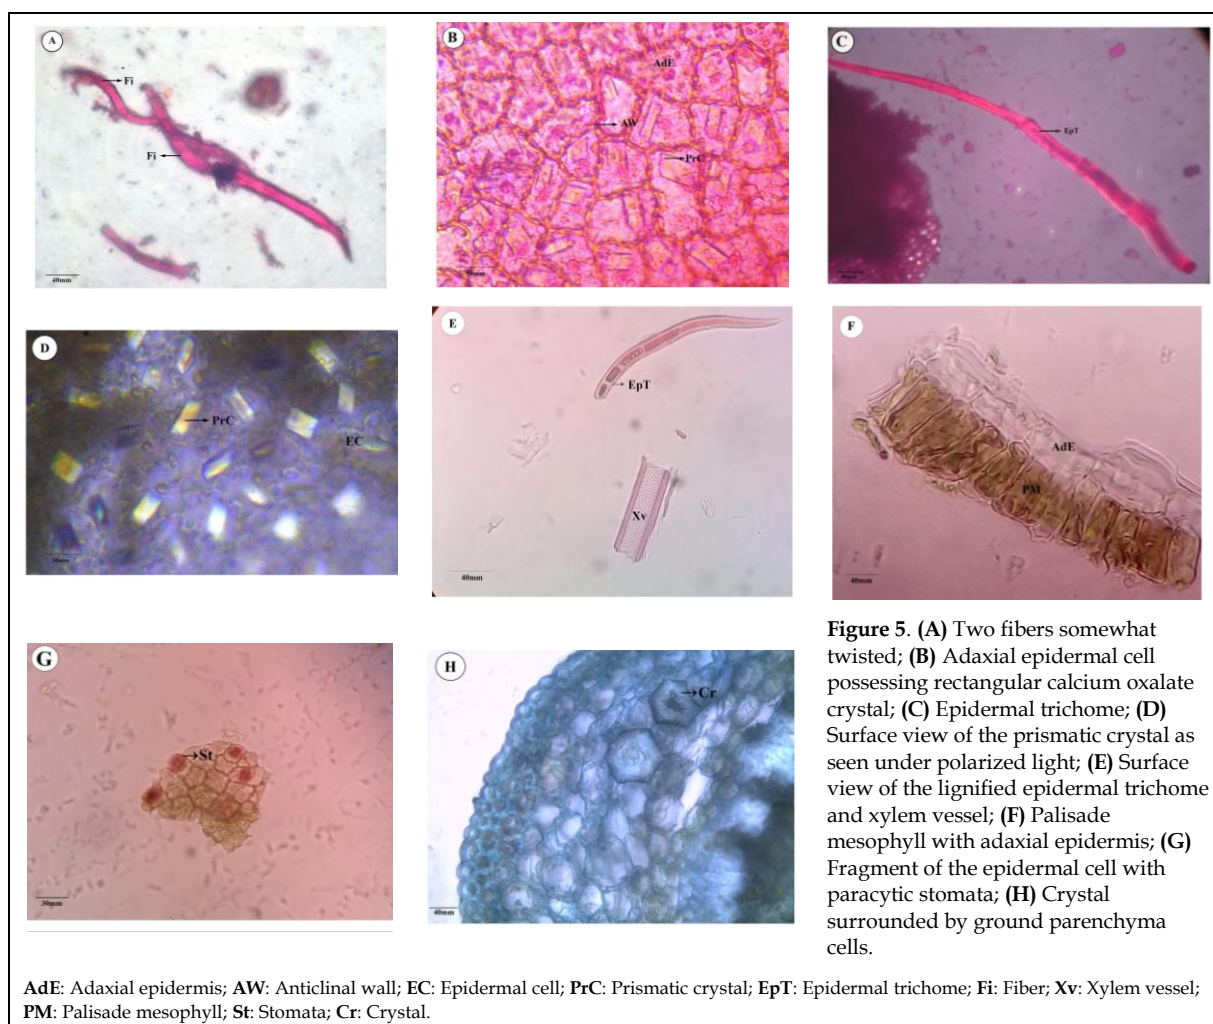 A
Fi
Fi
40mm
B
AdE
AW
PrC
C
EpT
D
PrC
EC
E
EpT
Xv
40mm
F
AdE
PM
40mm
G
St
30mm
H
Cr
40mm
Figure 5. (A) Two fibers somewhat
twisted; (B) Adaxial epidermal cell
possessing rectangular calcium oxalate
crystal; (C) Epidermal trichome; (D)
Surface view of the prismatic crystal as
seen under polarized light; (E) Surface
view of the lignified epidermal trichome
and xylem vessel; (F) Palisade
mesophyll with adaxial epidermis; (G)
Fragment of the epidermal cell with
paracytic stomata; (H) Crystal
surrounded by ground parenchyma
cells.
AdE: Adaxial epidermis; AW: Anticlinal wall; EC: Epidermal cell; PrC: Prismatic crystal; EpT: Epidermal trichome; Fi: Fiber; Xv: Xylem vessel;
PM: Palisade mesophyll; St: Stomata; Cr: Crystal.